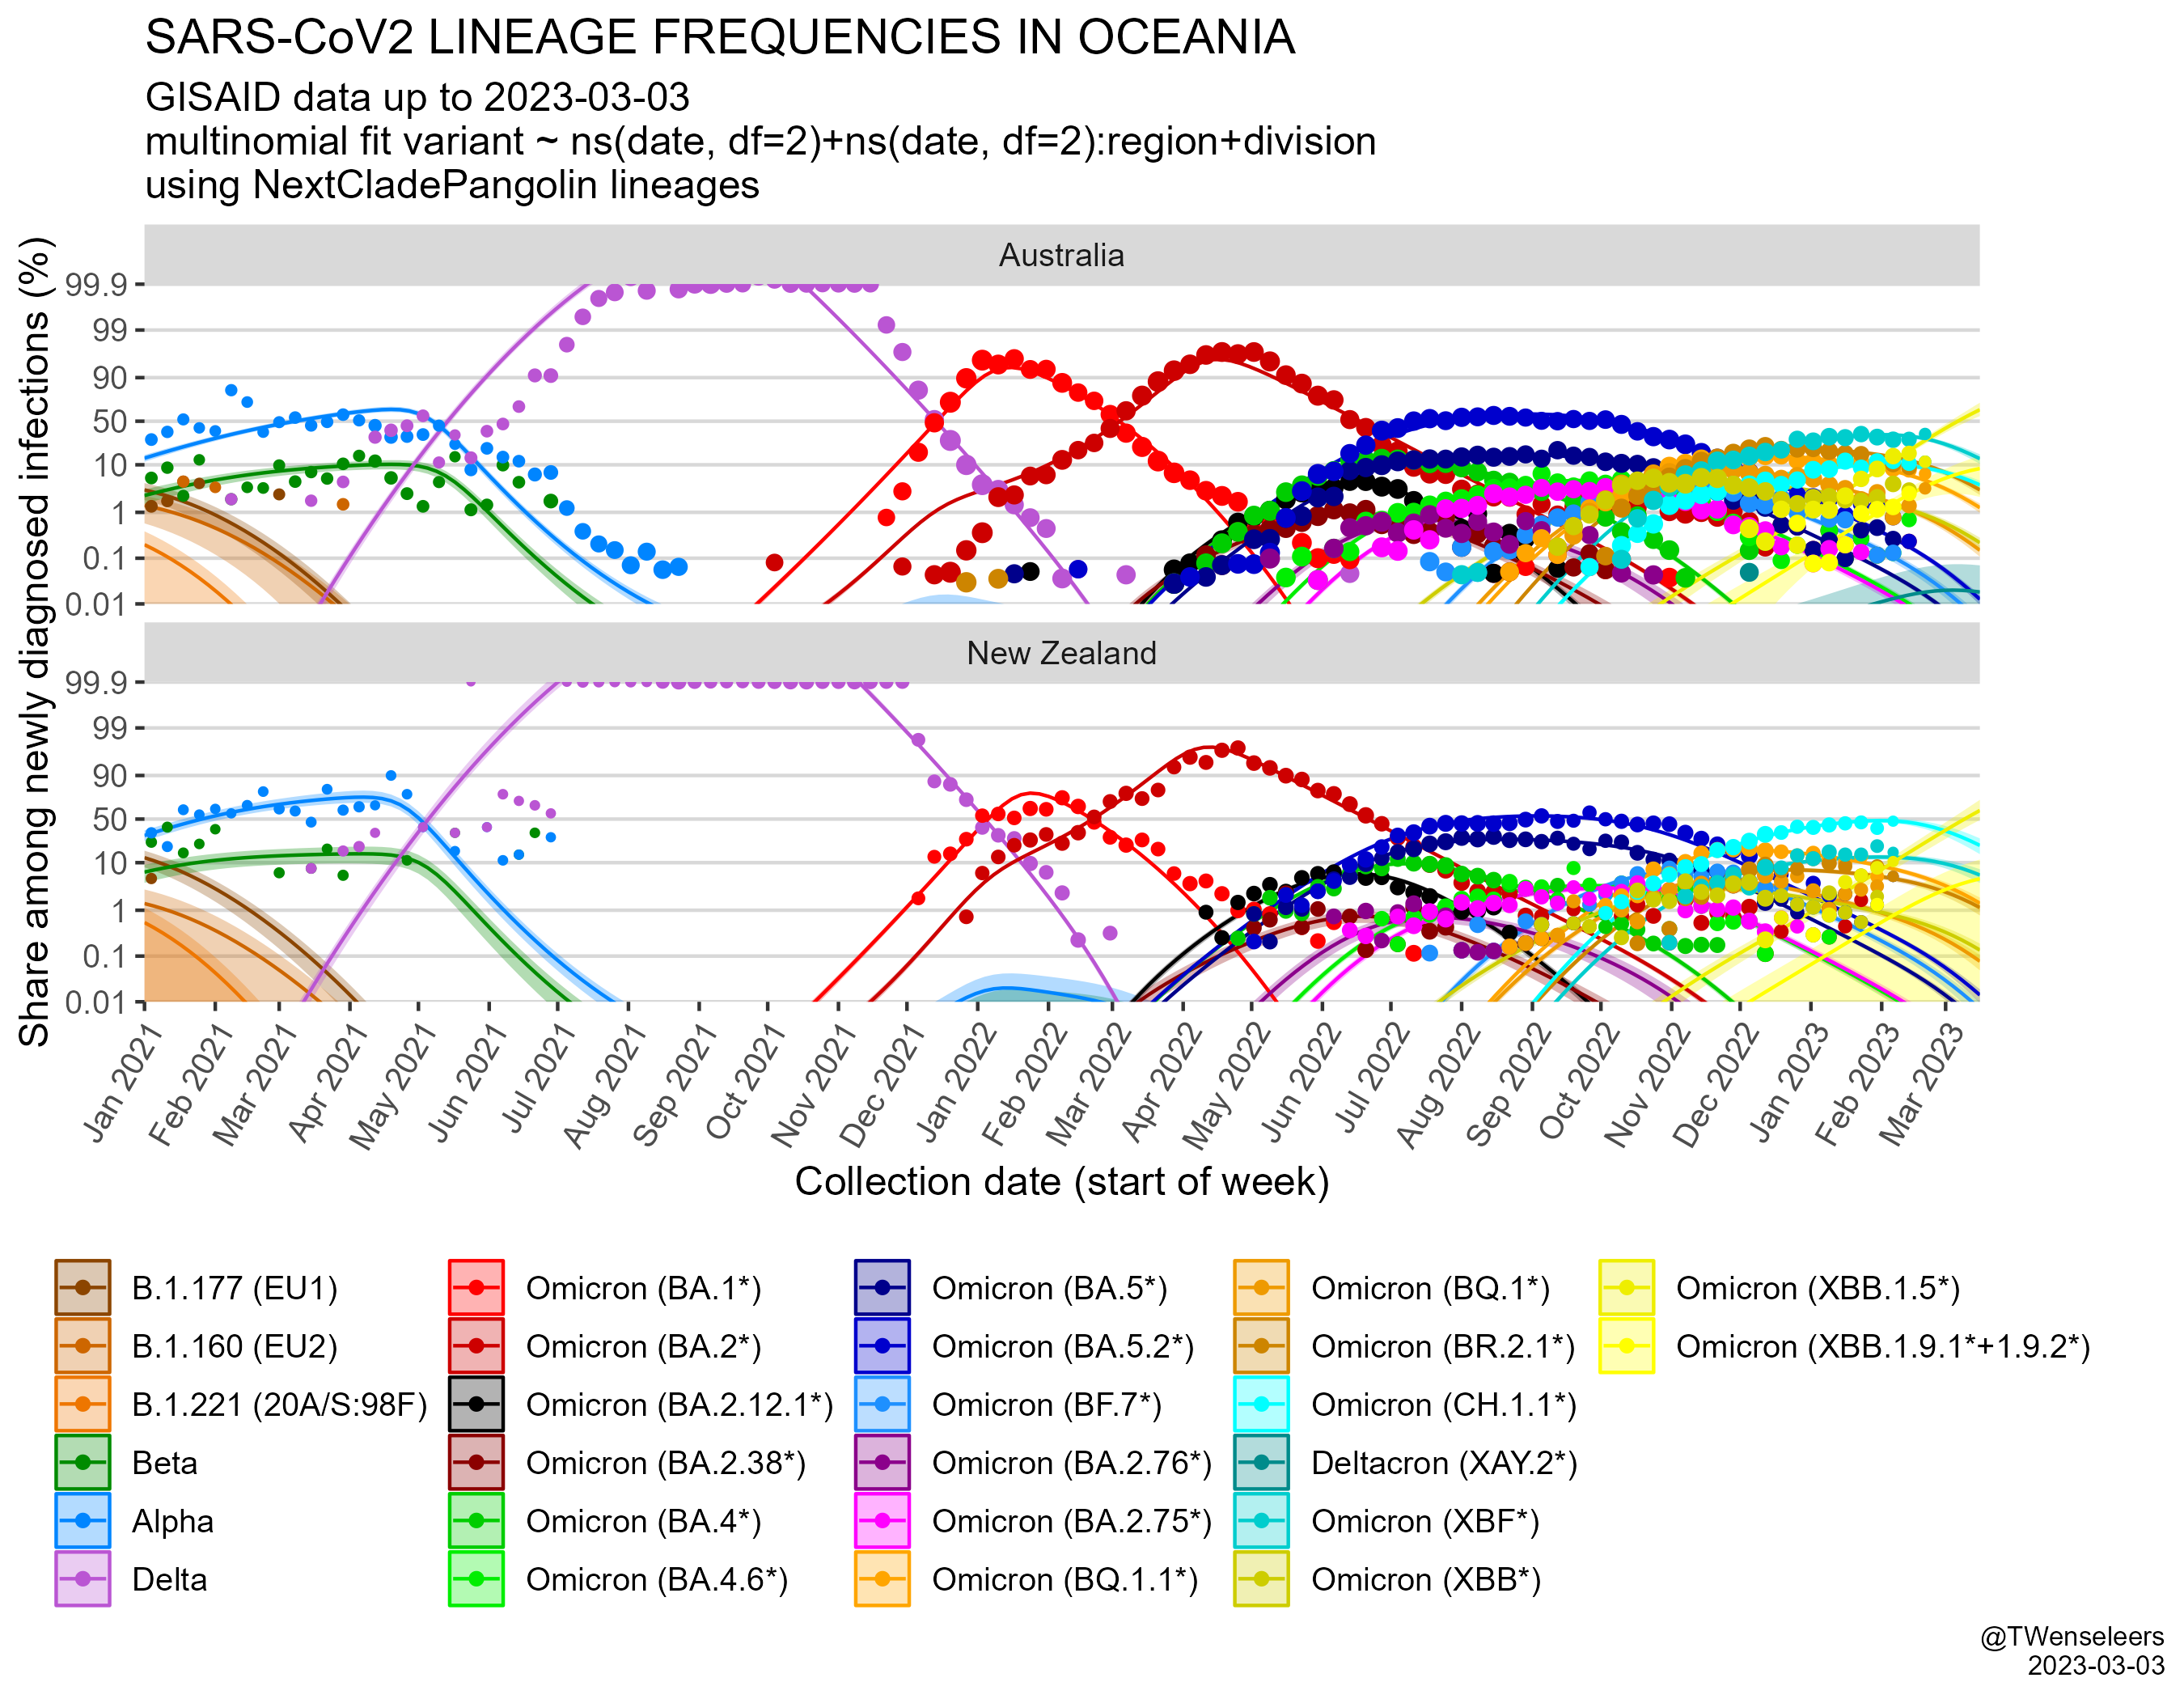 SARS-CoV2 LINEAGE FREQUENCIES IN OCEANIA
GISAID data up to 2023-03-03
multinomial fit variant ~ ns(date, df=2)+ns(date, df=2):region+division
using NextCladePangolin lineages
Share among newly diagnosed infections (%)
Australia
99.9
99
90
50
10
1
0.1
0.01
New Zealand
99.9
99
90
50
10
1
0.1
0.01
Jan 2021
Feb 2021
Mar 2021
Apr 2021
May 2021
Jun 2021
Jul 2021
Aug 2021
Sep 2021
Oct 2021
Nov 2021
Dec 2021
Jan 2022
Feb 2022
Mar 2022
Apr 2022
May 2022
Jun 2022
Jul 2022
Aug 2022
Sep 2022
Oct 2022
Nov 2022
Dec 2022
Jan 2023
Feb 2023
Mar 2023
Collection date (start of week)
B.1.177 (EU1)
B.1.160 (EU2)
B.1.221 (20A/S:98F)
Beta
Alpha
Delta
Omicron (BA.1*)
Omicron (BA.2*)
Omicron (BA.2.12.1*)
Omicron (BA.2.38*)
Omicron (BA.4*)
Omicron (BA.4.6*)
Omicron (BA.5*)
Omicron (BA.5.2*)
Omicron (BF.7*)
Omicron (BA.2.76*)
Omicron (BA.2.75*)
Omicron (BQ.1.1*)
Omicron (BQ.1*)
Omicron (BR.2.1*)
Omicron (CH.1.1*)
Deltacron (XAY.2*)
Omicron (XBF*)
Omicron (XBB*)
Omicron (XBB.1.5*)
Omicron (XBB.1.9.1*+1.9.2*)
@TWenseleers
2023-03-03